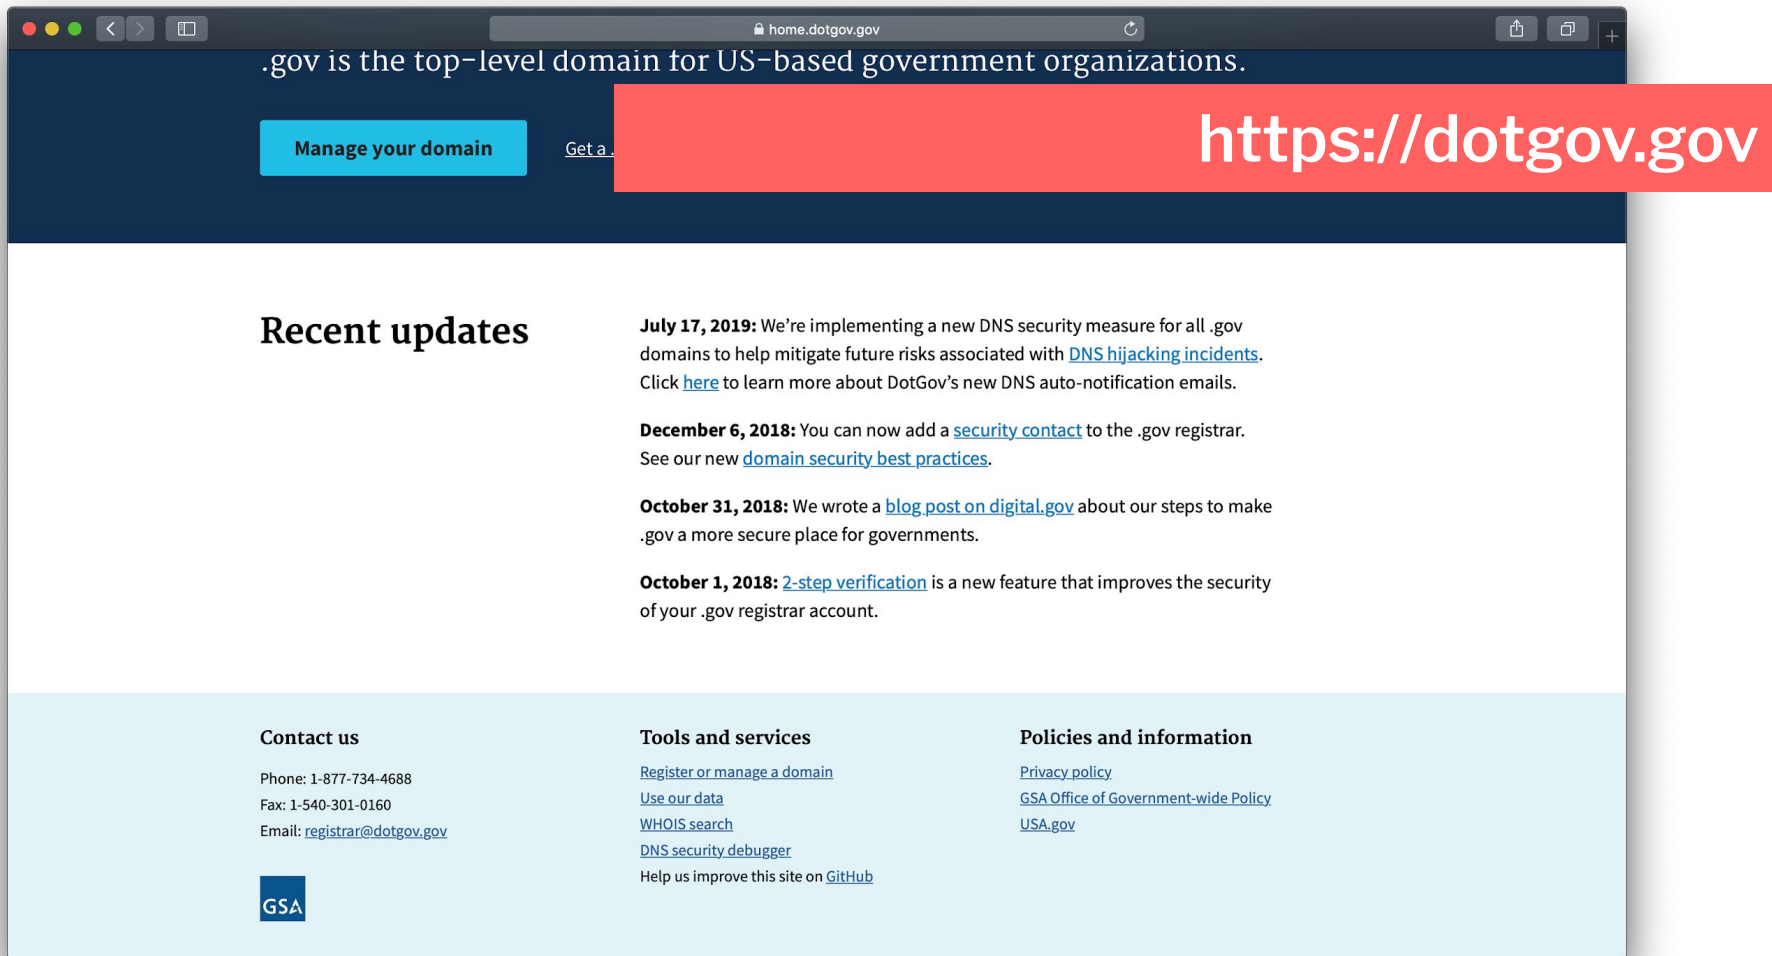 home.dotgov.gov
.gov is the top-level domain for US-based government organizations.
https://dotgov.gov
Manage your domain
Get a .
Recent updates
July 17, 2019: We're implementing a new DNS security measure for all .gov
domains to help mitigate future risks associated with DNS hijacking incidents.
Click here to learn more about DotGov's new DNS auto-notification emails.
December 6, 2018: You can now add a security contact to the .gov registrar.
See our new domain security best practices.
October 31, 2018: We wrote a blog post on digital.gov about our steps to make
.gov a more secure place for governments.
October 1, 2018: 2-step verification is a new feature that improves the security
of your .gov registrar account.
Contact us
Phone: 1-877-734-4688
Fax: 1-540-301-0160
Email: registrar@dotgov.gov
GSA
Tools and services
Register or manage a domain
Use our data
WHOIS search
DNS security debugger
Help us improve this site on GitHub
Policies and information
Privacy policy
GSA Office of Government-wide Policy
USA.gov